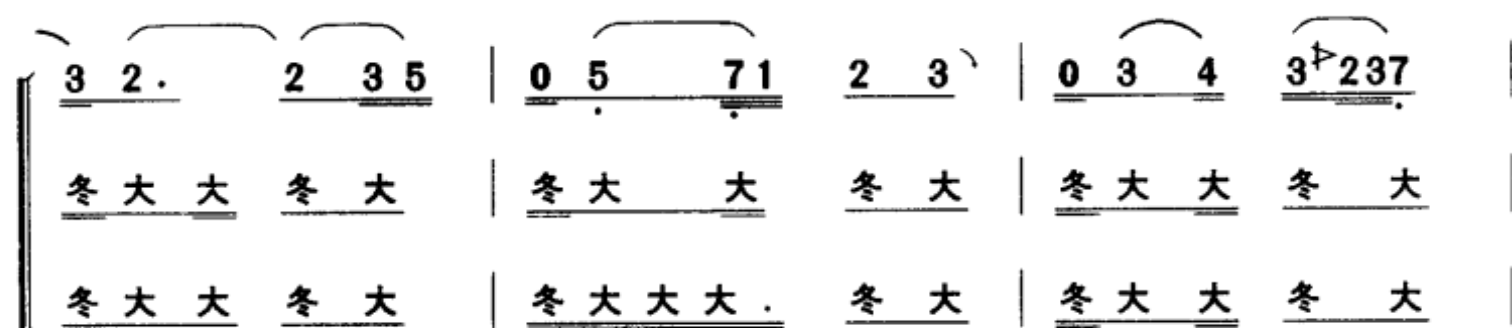 3 2 . 2 3 5 | 0 5 7 1 2 3 | 0 3 4 3 2 3 7 |
冬 大 大 冬 大 | 冬 大 大 冬 大 | 冬 大 大 冬 大
冬 大 大 冬 大 | 冬 大 大 大 . 冬 大 | 冬 大 大 冬 大